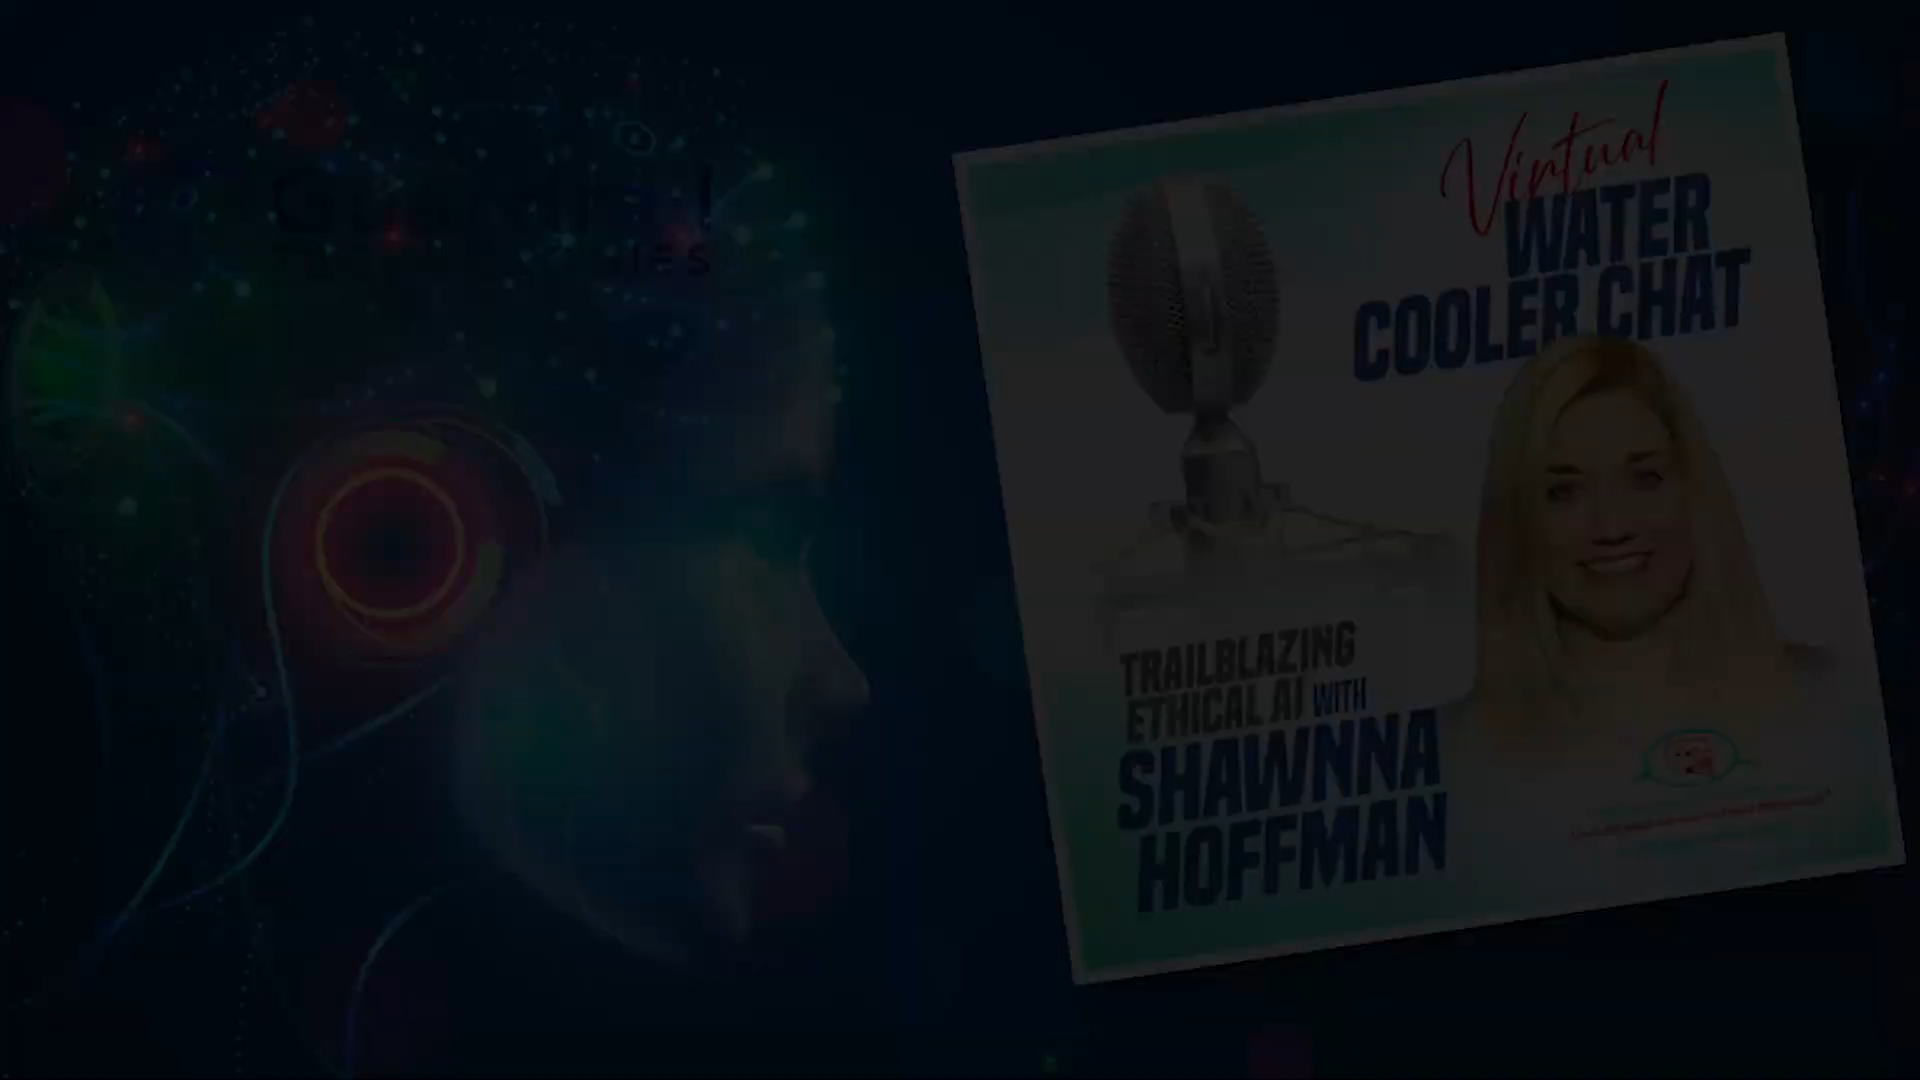 Virtual
WATER
COOLER CHAT
TRAILBLAZING
ETHICAL AI WITH
SHAWNNA
HOFFMAN